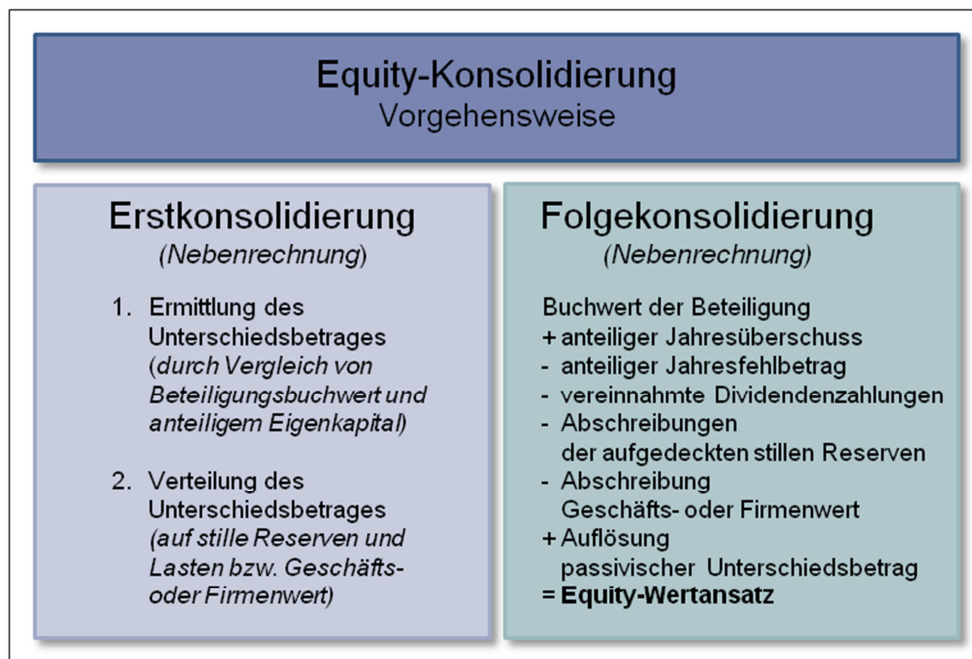 Equity-Konsolidierung
Vorgehensweise
Erstkonsolidierung
(Nebenrechnung)
1. Ermittlung des
Unterschiedsbetrages
(durch Vergleich von
Beteiligungsbuchwert und
anteiligem Eigenkapital)
2. Verteilung des
Unterschiedsbetrages
(auf stille Reserven und
Lasten bzw. Geschäfts-
oder Firmenwert)
Folgekonsolidierung
(Nebenrechnung)
Buchwert der Beteiligung
+ anteiliger Jahresüberschuss
- anteiliger Jahresfehlbetrag
- vereinnahmte Dividendenzahlungen
- Abschreibungen
der aufgedeckten stillen Reserven
- Abschreibung
Geschäfts- oder Firmenwert
+ Auflösung
passivischer Unterschiedsbetrag
= Equity-Wertansatz